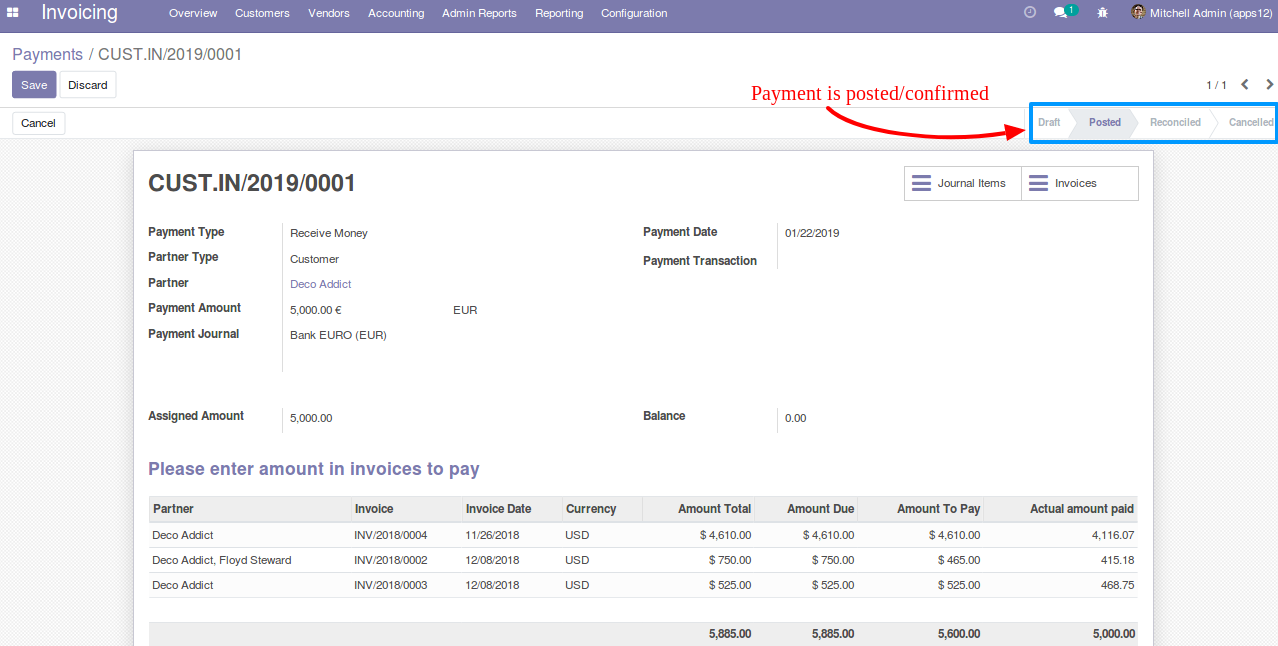 Invoicing Overview Customers Vendors Accounting Admin Reports Reporting Configuration 1 Mitchell Admin (apps12)
Payments / CUST.IN/2019/0001
Save Discard 1 / 1
Payment is posted/confirmed
Cancel Draft Posted Reconciled Cancelled
CUST.IN/2019/0001 Journal Items Invoices
Payment Type Receive Money Payment Date 01/22/2019
Partner Type Customer Payment Transaction
Partner Deco Addict
Payment Amount 5,000.00 € EUR
Payment Journal Bank EURO (EUR)
Assigned Amount 5,000.00 Balance 0.00
Please enter amount in invoices to pay
Partner Invoice Invoice Date Currency Amount Total Amount Due Amount To Pay Actual amount paid
Deco Addict INV/2018/0004 11/26/2018 USD $ 4,610.00 $ 4,610.00 $ 4,610.00 4,116.07
Deco Addict, Floyd Steward INV/2018/0002 12/08/2018 USD $ 750.00 $ 750.00 $ 465.00 415.18
Deco Addict INV/2018/0003 12/08/2018 USD $ 525.00 $ 525.00 $ 525.00 468.75
5,885.00 5,885.00 5,600.00 5,000.00